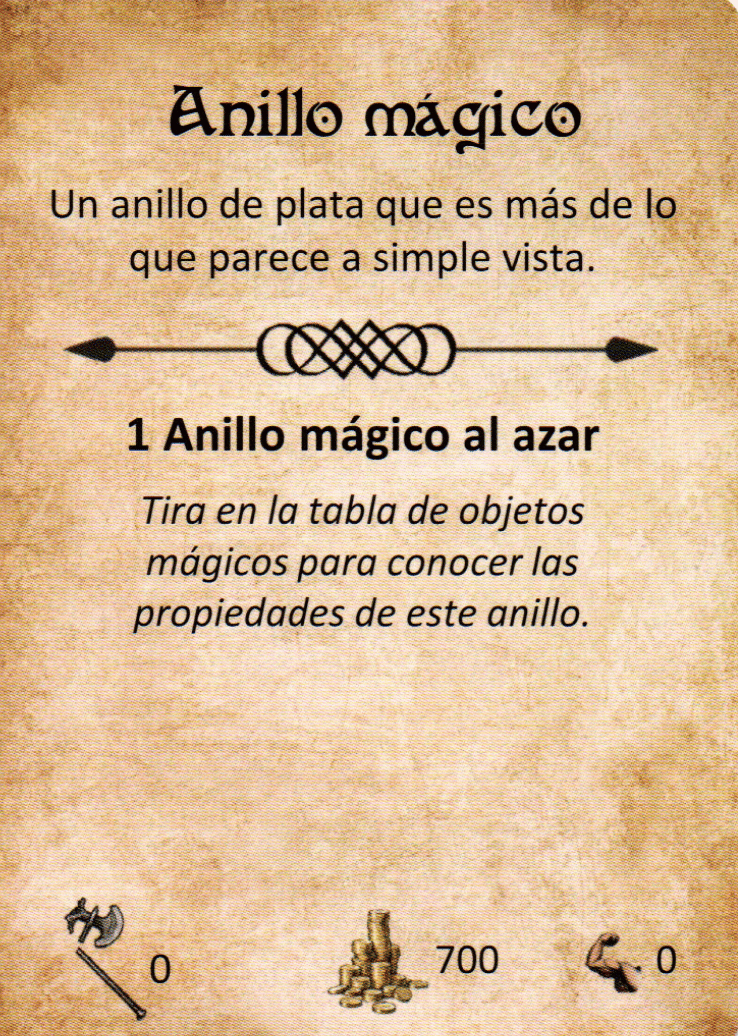 Anillo mágico
Un anillo de plata que es más de lo
que parece a simple vista.
1 Anillo mágico al azar
Tira en la tabla de objetos
mágicos para conocer las
propiedades de este anillo.
0
700
0